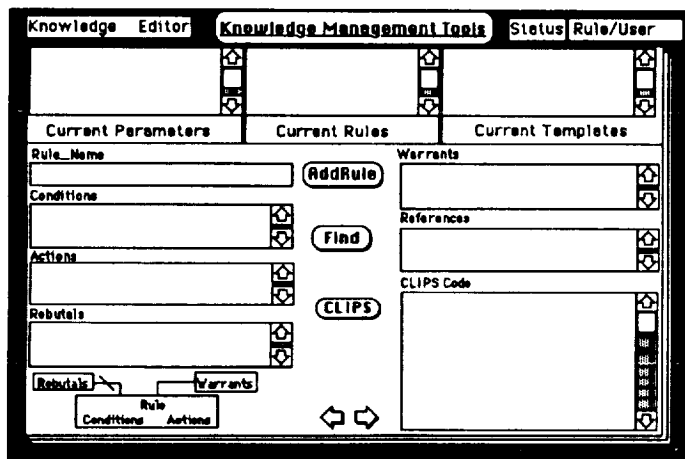 Knowledge Editor
Knowledge Management Tools
Status Rule/User
Current Parameters
Current Rules
Current Templates
Rule_Name
AddRule
Warrants
Conditions
References
Find
Actions
CLIPS Code
CLIPS
Rebutals
Rebutals
Warrants
Rule
Conditions Actions